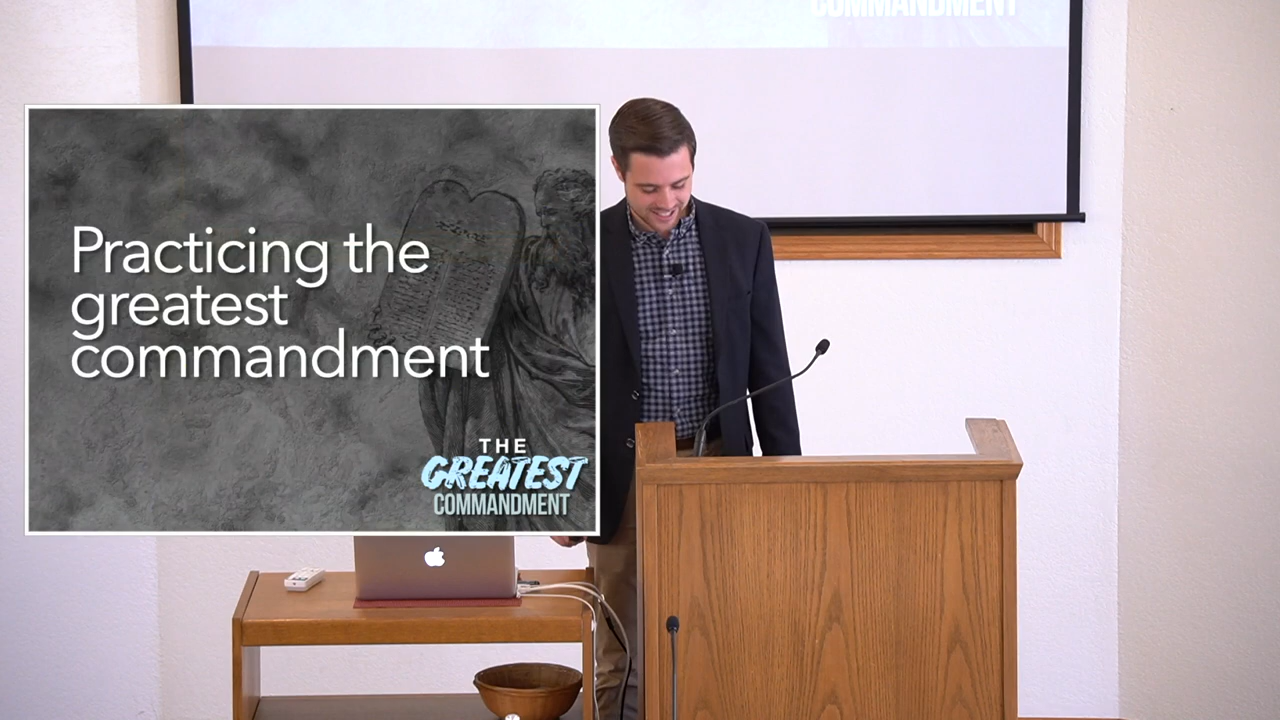 COMMANDMENT
Practicing the
greatest
commandment
THE
GREATEST
COMMANDMENT